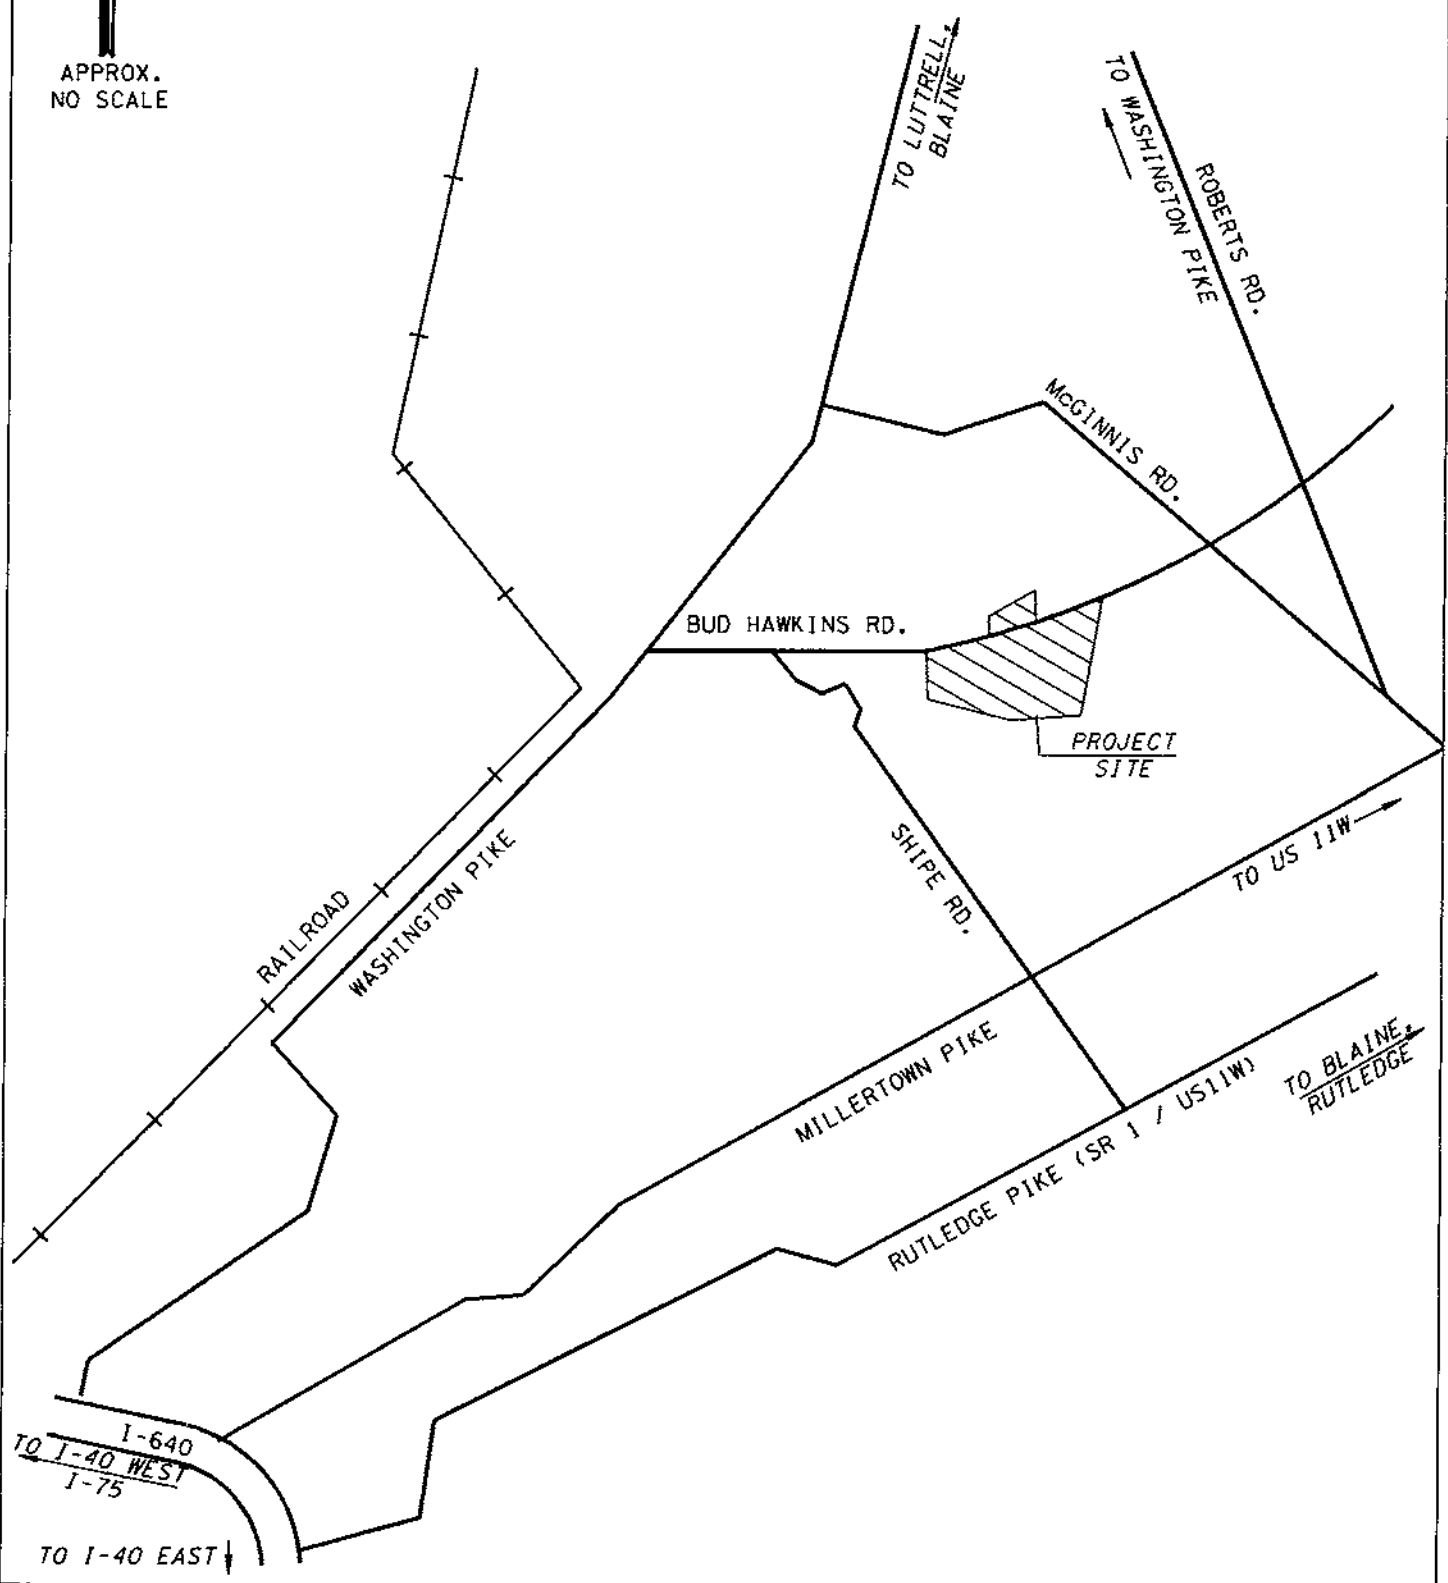 APPROX.
NO SCALE
TO LUTTRELL,
BLAINE
TO WASHINGTON PIKE
ROBERTS RD.
McGINNIS RD.
BUD HAWKINS RD.
PROJECT
SITE
SHIPE RD.
TO US 11W
RAILROAD
WASHINGTON PIKE
MILLERTOWN PIKE
RUTLEDGE PIKE (SR 1 / US11W)
TO BLAINE,
RUTLEDGE
I-640
TO I-40 WEST
I-75
TO I-40 EAST